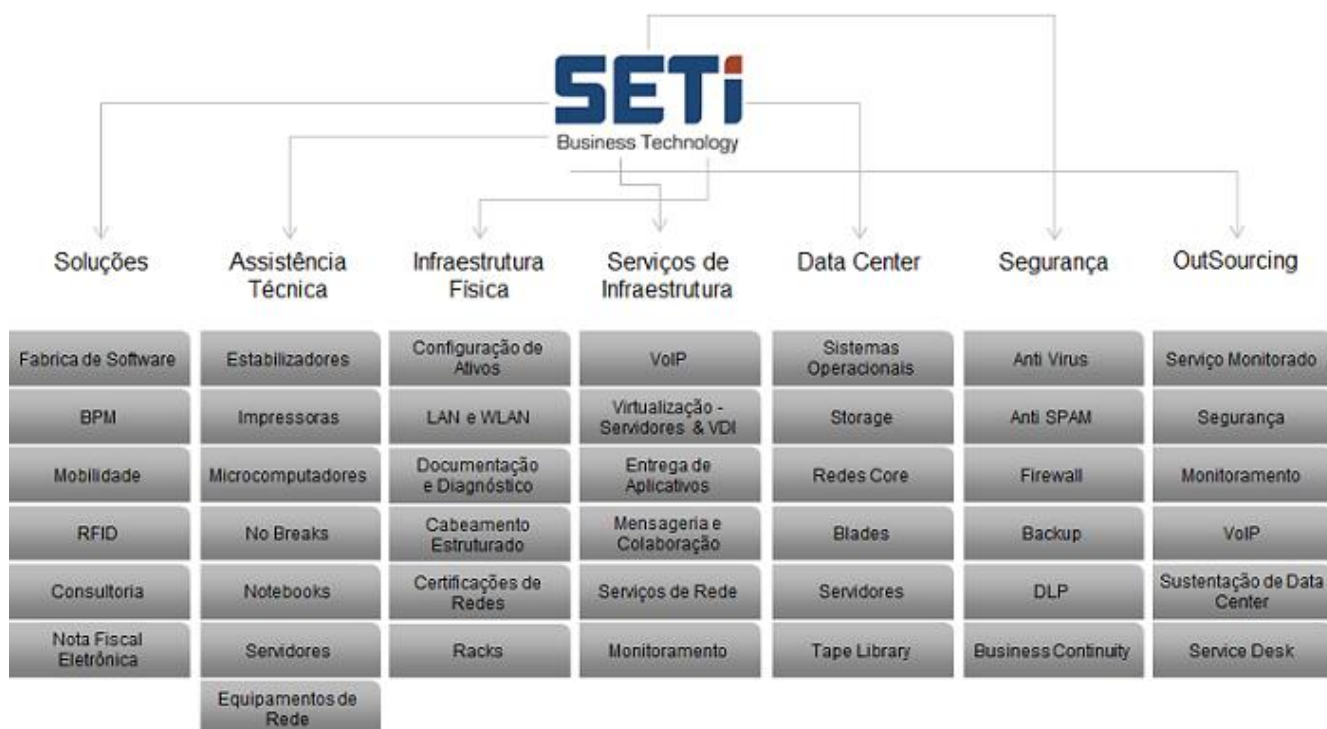 SETi
Business Technology
Soluções
Assistência
Técnica
Infraestrutura
Física
Serviços de
Infraestrutura
Data Center
Segurança
OutSourcing
Fabrica de Software
BPM
Mobilidade
RFID
Consultoria
Nota Fiscal
Eletrônica
Estabilizadores
Impressoras
Microcomputadores
No Breaks
Notebooks
Servidores
Equipamentos de
Rede
Configuração de
Ativos
LAN e WLAN
Documentação
e Diagnóstico
Cabeamento
Estruturado
Certificações de
Redes
Racks
VoIP
Virtualização -
Servidores & VDI
Entrega de
Aplicativos
Mensageria e
Colaboração
Serviços de Rede
Monitoramento
Sistemas
Operacionais
Storage
Redes Core
Blades
Servidores
Tape Library
Anti Virus
Anti SPAM
Firewall
Backup
DLP
Business Continuity
Serviço Monitorado
Segurança
Monitoramento
VoIP
Sustentação de Data
Center
Service Desk